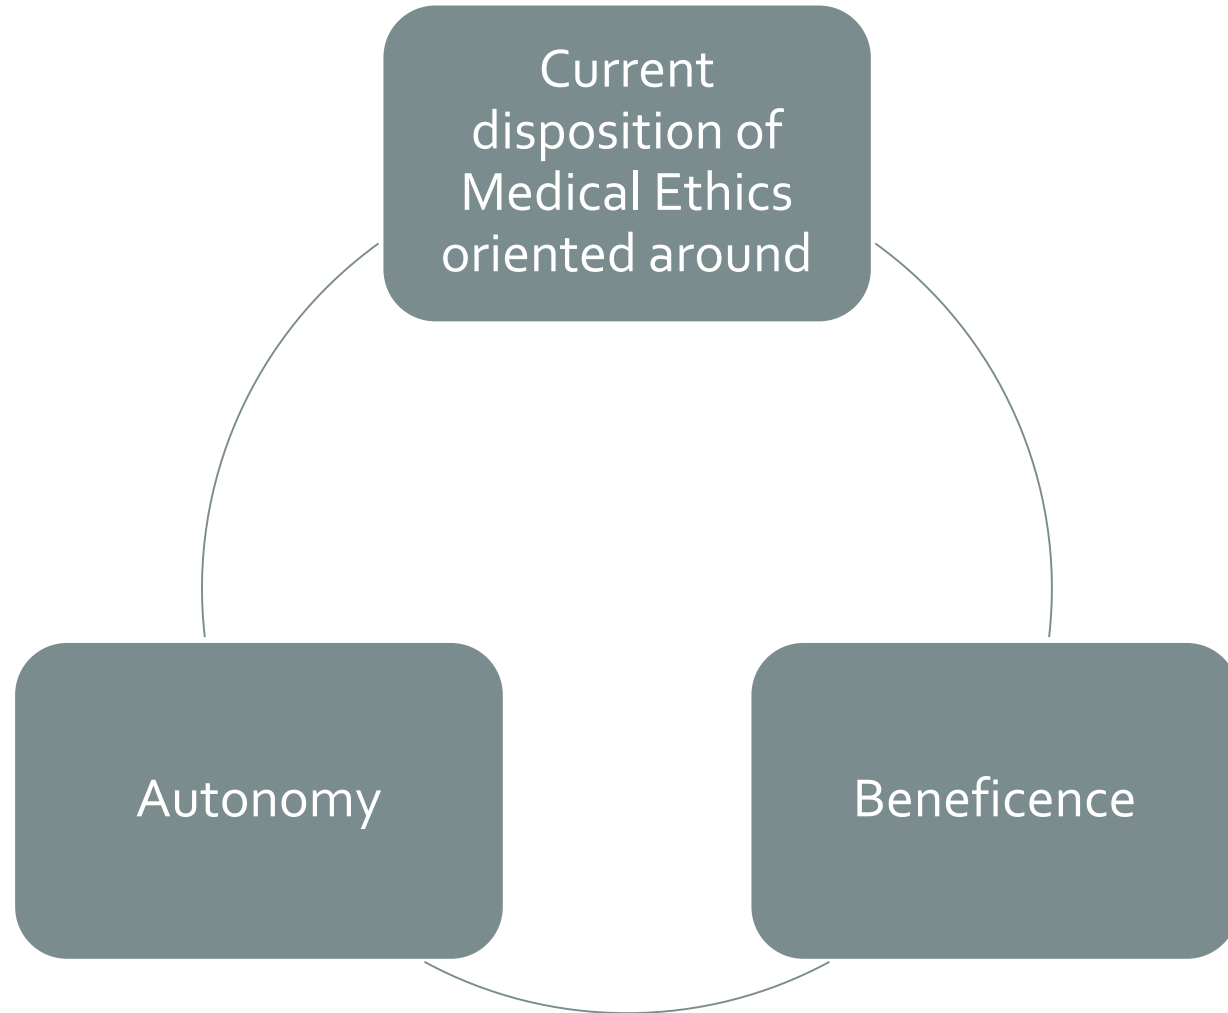 Current
disposition of
Medical Ethics
oriented around
Autonomy
Beneficence